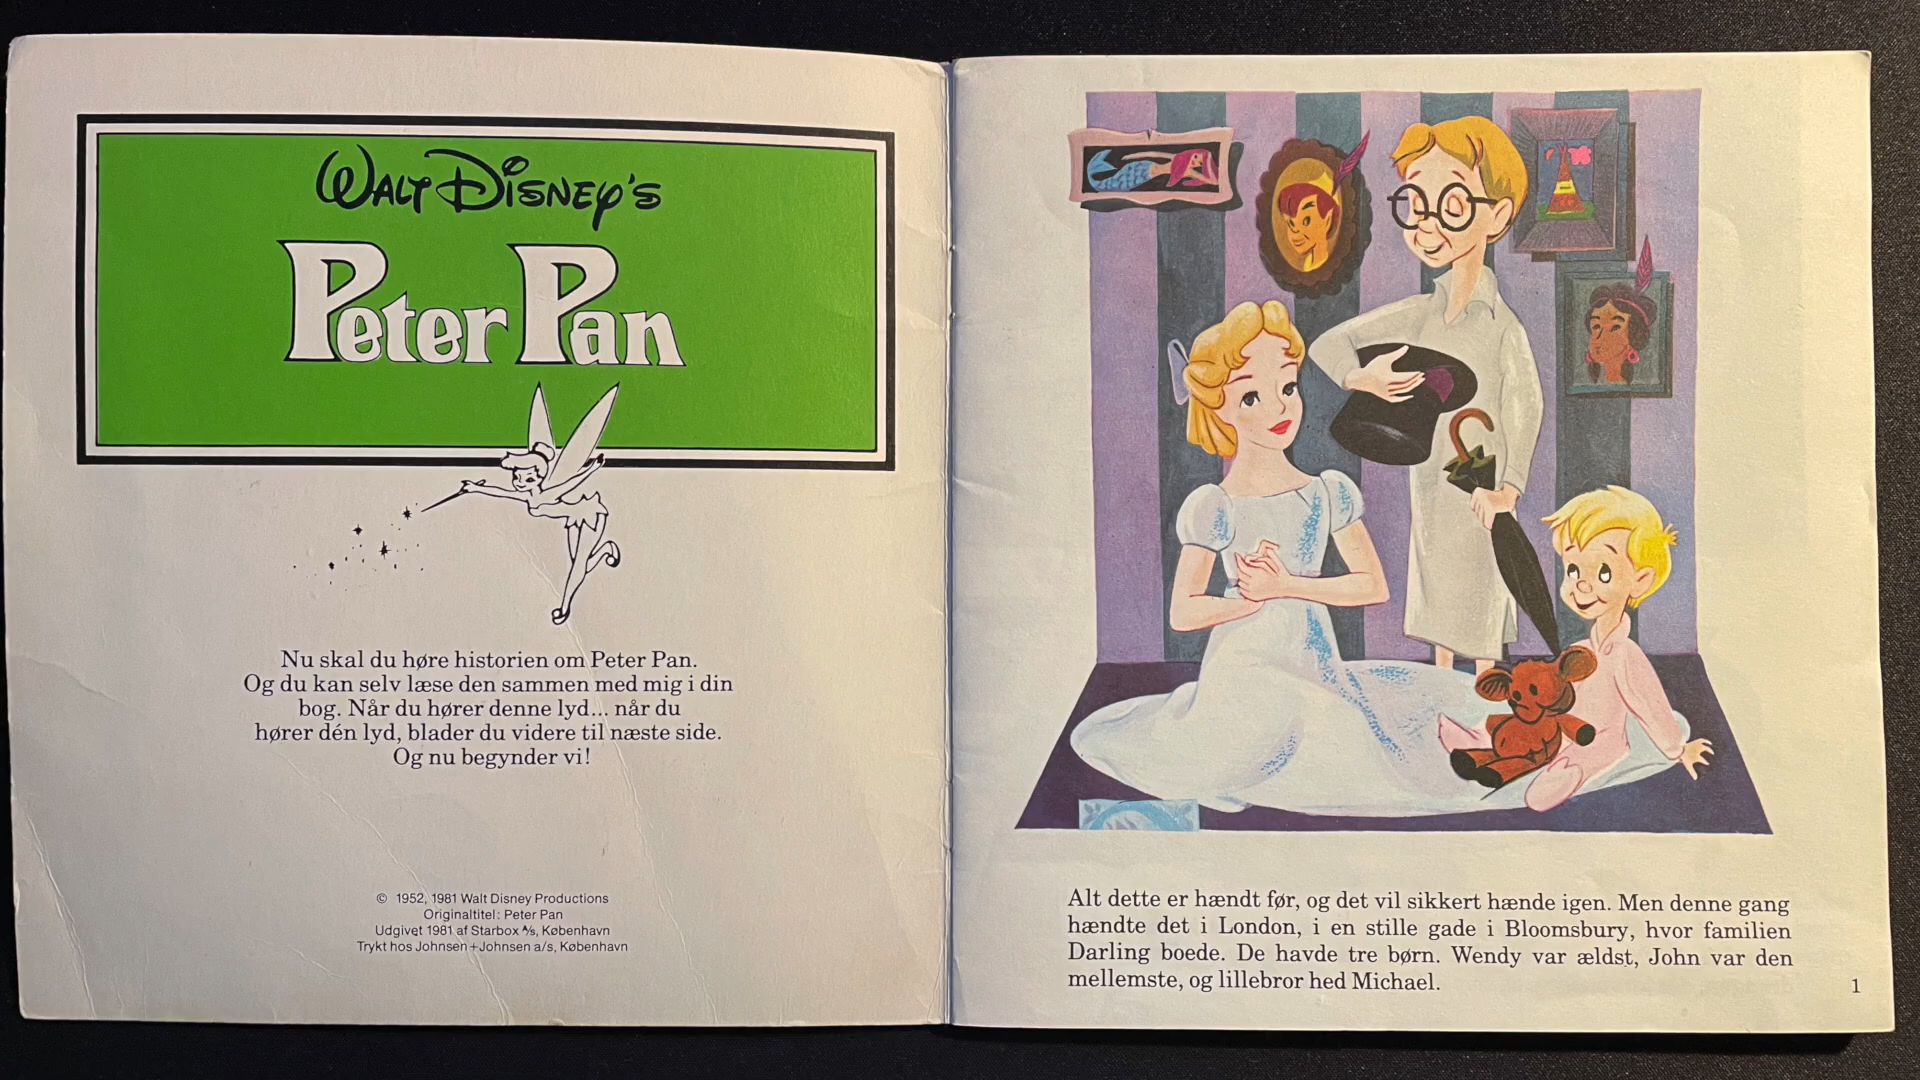 WALT DISNEY'S
Peter Pan
Nu skal du høre historien om Peter Pan.
Og du kan selv læse den sammen med mig i din
bog. Når du hører denne lyd... når du
hører dén lyd, blader du videre til næste side.
Og nu begynder vi!
© 1952, 1981 Walt Disney Productions
Originaltitel: Peter Pan
Udgivet 1981 af Starbox A/S, København
Trykt hos Johnsen+Johnsen a/s, København
Alt dette er hændt før, og det vil sikkert hænde igen. Men denne gang
hændte det i London, i en stille gade i Bloomsbury, hvor familien
Darling boede. De havde tre børn. Wendy var ældst, John var den
mellemste, og lillebror hed Michael.
1